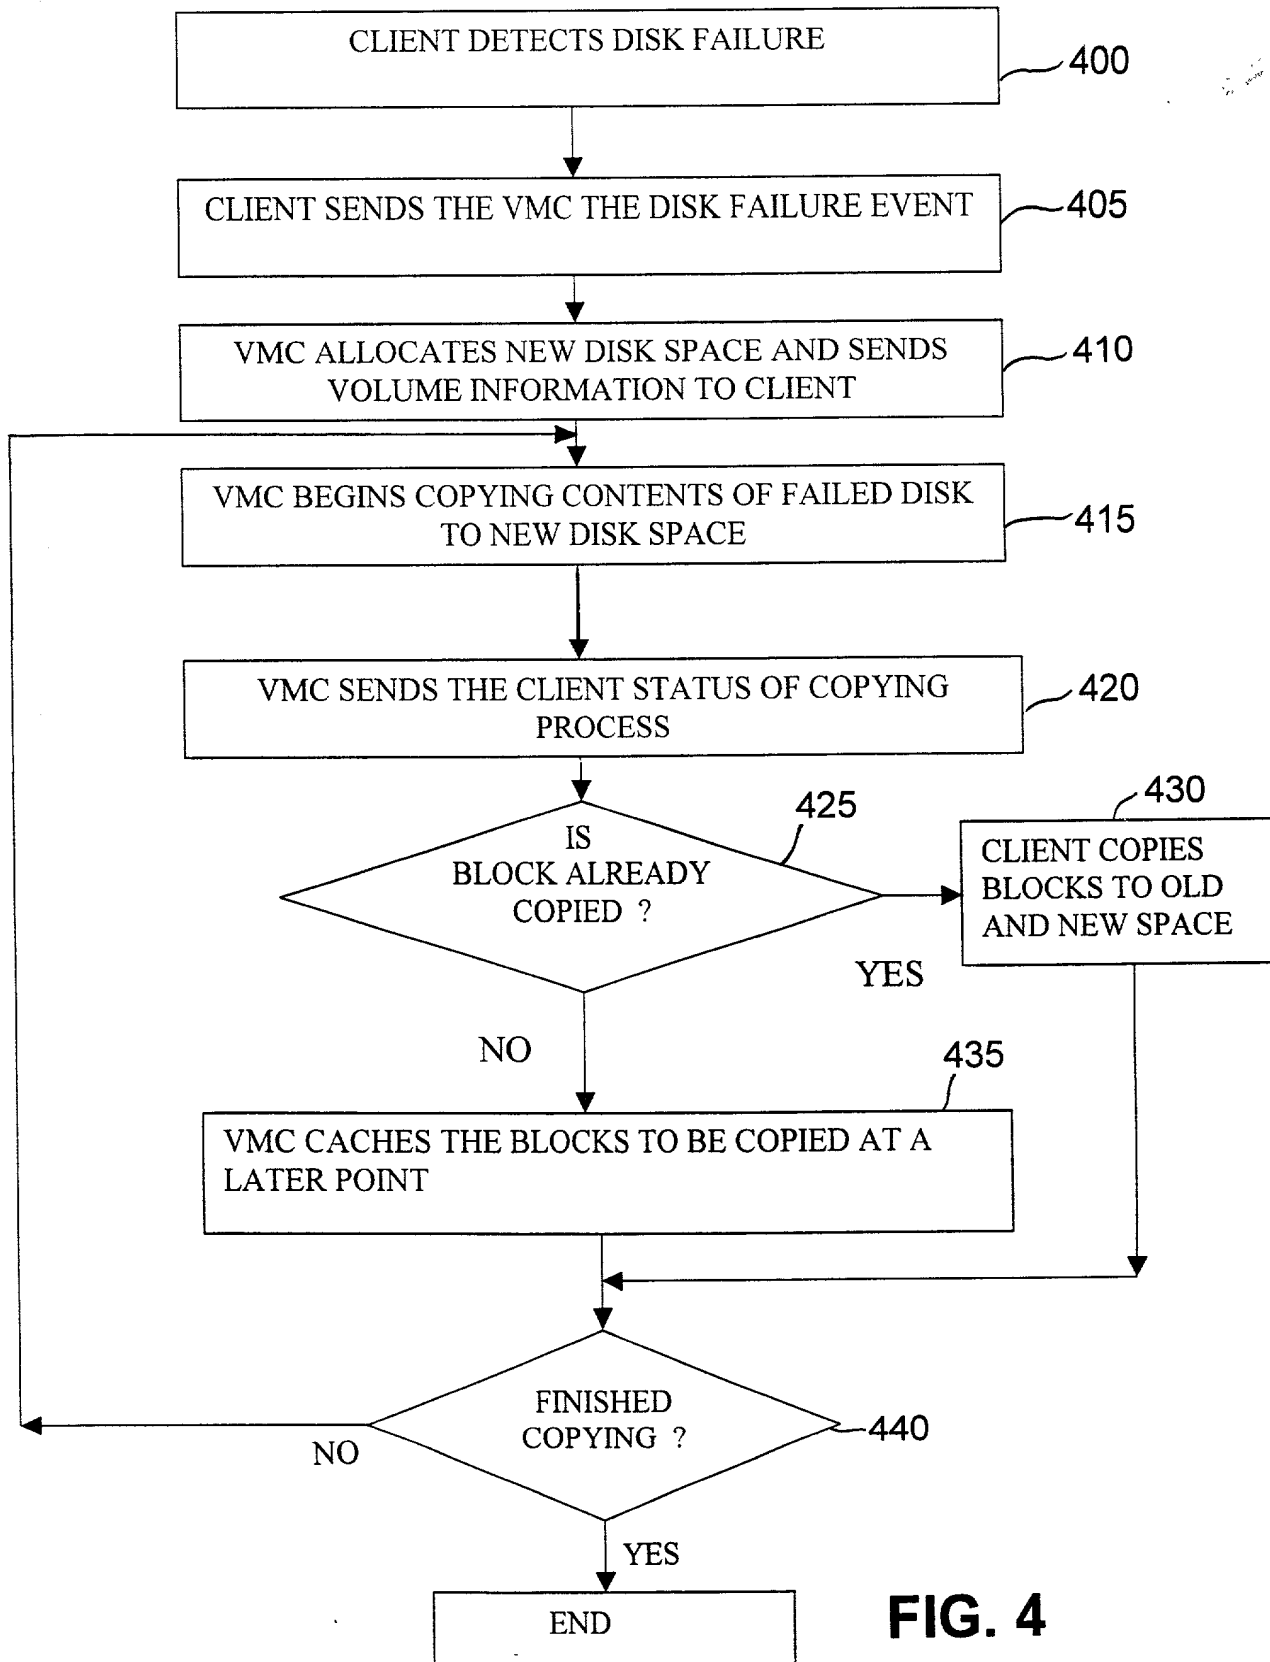 CLIENT DETECTS DISK FAILURE
400
CLIENT SENDS THE VMC THE DISK FAILURE EVENT
405
VMC ALLOCATES NEW DISK SPACE AND SENDS
VOLUME INFORMATION TO CLIENT
410
VMC BEGINS COPYING CONTENTS OF FAILED DISK
TO NEW DISK SPACE
415
VMC SENDS THE CLIENT STATUS OF COPYING
PROCESS
420
IS
BLOCK ALREADY
COPIED ?
425
YES
430
CLIENT COPIES
BLOCKS TO OLD
AND NEW SPACE
NO
435
VMC CACHES THE BLOCKS TO BE COPIED AT A
LATER POINT
FINISHED
COPYING ?
440
NO
YES
END
FIG. 4